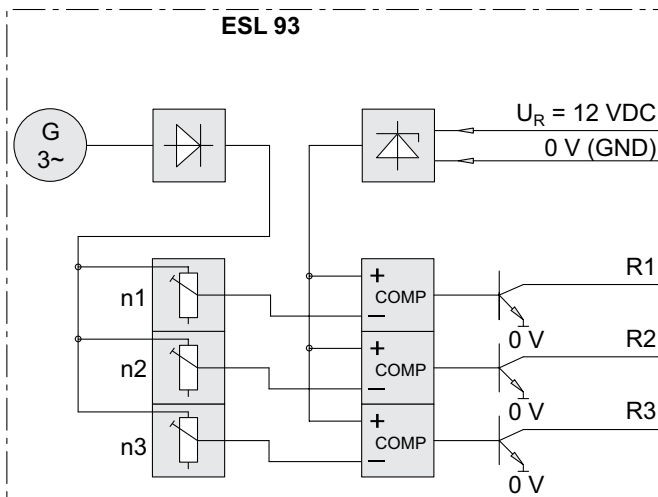 ESL 93
G
3~
U_R = 12 VDC
0 V (GND)
n1
+
COMP
−
R1
0 V
n2
+
COMP
−
R2
0 V
n3
+
COMP
−
R3
0 V